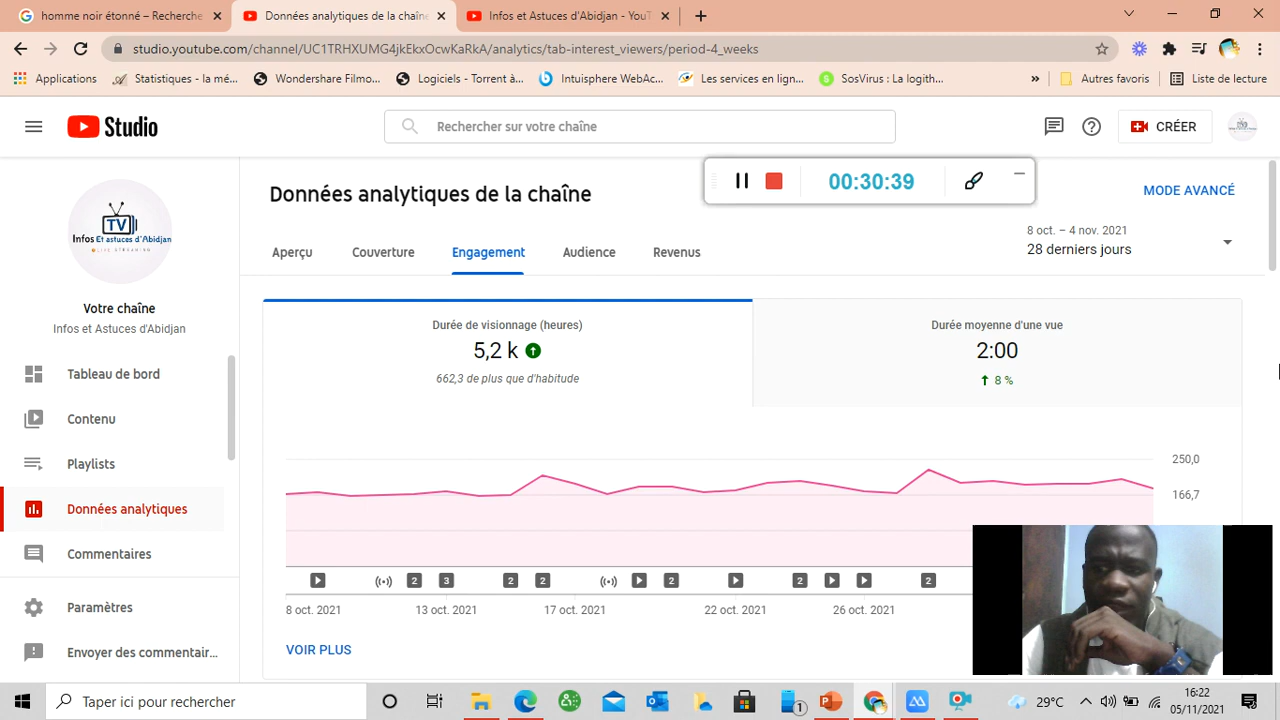 homme noir étonné - Recherche
Données analytiques de la chaîne
Infos et Astuces d'Abidjan - YouT
studio.youtube.com/channel/UC1TRHXUMG4jkEkxOcwKaRkA/analytics/tab-interest_viewers/period-4_weeks
Applications
Statistiques - la mé...
Wondershare Filmo...
Logiciels - Torrent à...
Intuisphere WebAc...
Les services en lign...
SosVirus : La logith...
»
Autres favoris
Liste de lecture
Studio
Rechercher sur votre chaîne
CRÉER
Données analytiques de la chaîne
00:30:39
MODE AVANCÉ
8 oct. – 4 nov. 2021
28 derniers jours
Aperçu
Couverture
Engagement
Audience
Revenus
TV
Infos Et astuces d'Abidjan
LIVE STREAMING
Votre chaîne
Infos et Astuces d'Abidjan
Tableau de bord
Contenu
Playlists
Données analytiques
Commentaires
Paramètres
Envoyer des commentair...
Durée de visionnage (heures)
5,2 k
662,3 de plus que d'habitude
Durée moyenne d'une vue
2:00
8 %
250,0
166,7
2 3 2 2 2 2 2
8 oct. 2021 13 oct. 2021 17 oct. 2021 22 oct. 2021 26 oct. 2021
VOIR PLUS
Taper ici pour rechercher
1
29°C
16:22
05/11/2021